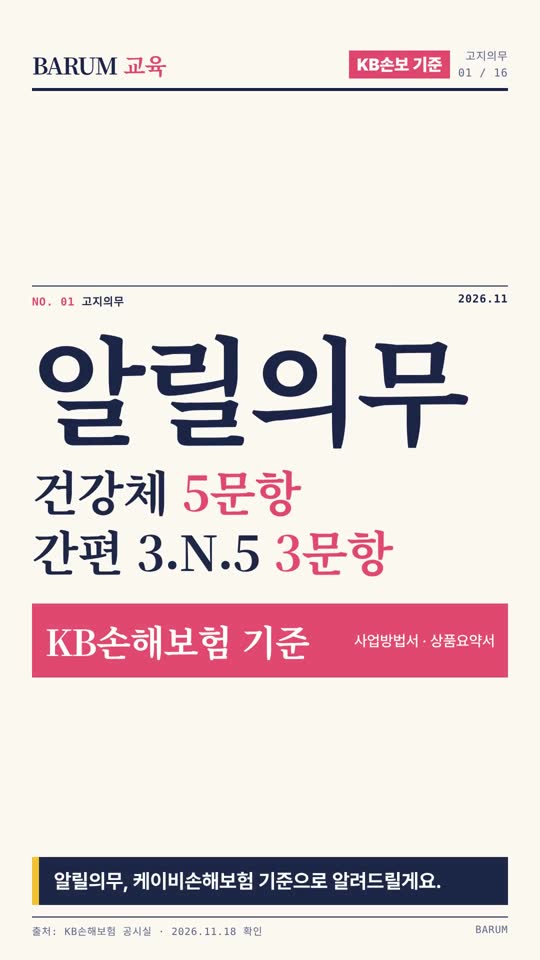 BARUM 교육
KB손보 기준
고지의무
01 / 16
NO. 01 고지의무
2026.11
알릴의무
건강체 5문항
간편 3.N.5 3문항
KB손해보험 기준
사업방법서 · 상품요약서
알릴의무, 케이비손해보험 기준으로 알려드릴게요.
출처: KB손해보험 공시실 · 2026.11.18 확인
BARUM